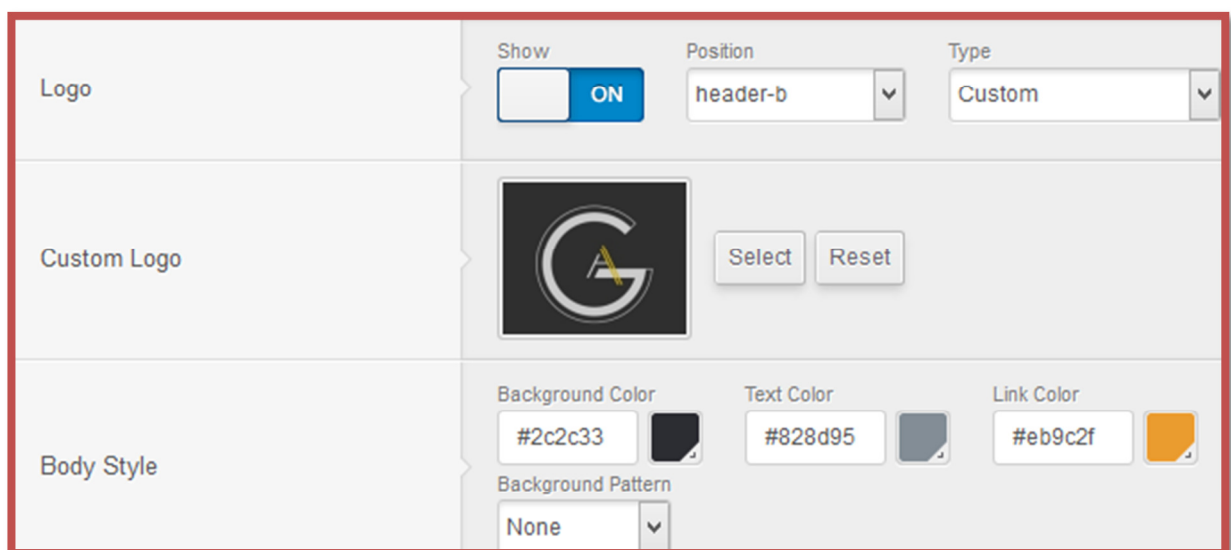 Show Position Type
Logo ON header-b Custom
Custom Logo GA Select Reset
Background Color Text Color Link Color
#2c2c33 #828d95 #eb9c2f
Body Style
Background Pattern
None